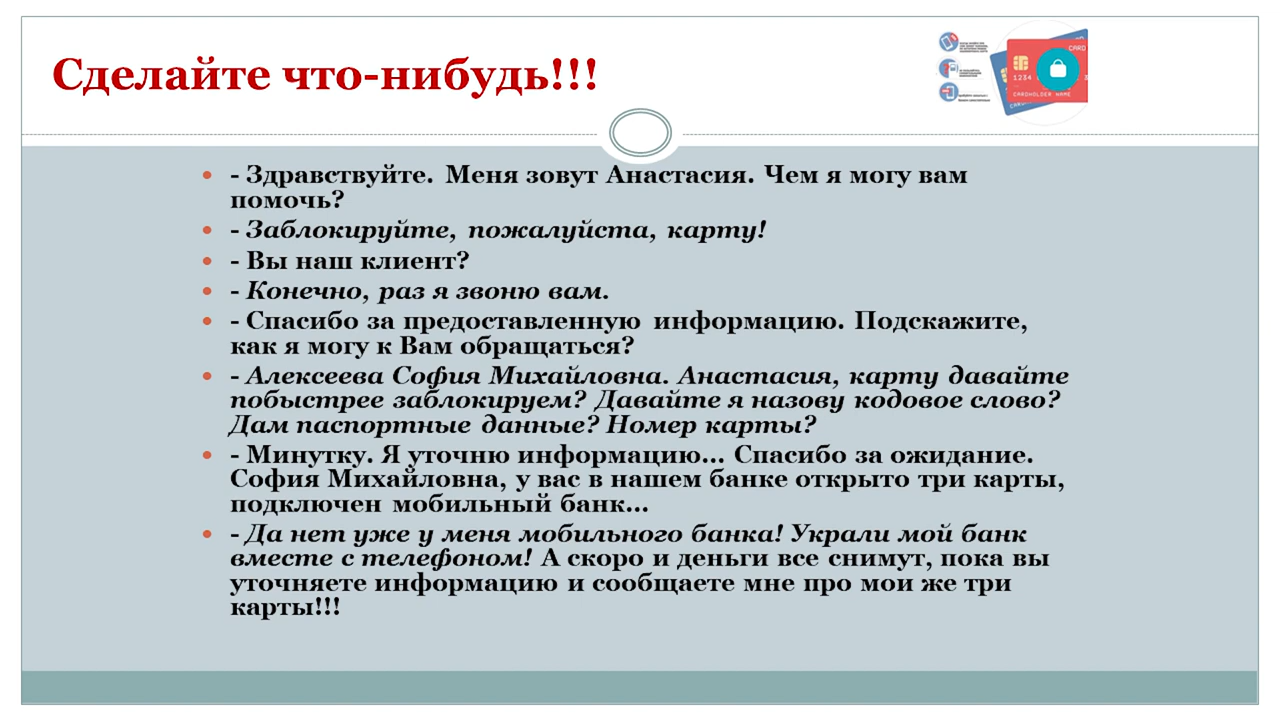 Сделайте что-нибудь!!!
CARD
1234
CARDHOLDER NAME
- Здравствуйте. Меня зовут Анастасия. Чем я могу вам
помочь?
- Заблокируйте, пожалуйста, карту!
- Вы наш клиент?
- Конечно, раз я звоню вам.
- Спасибо за предоставленную информацию. Подскажите,
как я могу к Вам обращаться?
- Алексеева София Михайловна. Анастасия, карту давайте
побыстрее заблокируем? Давайте я назову кодовое слово?
Дам паспортные данные? Номер карты?
- Минутку. Я уточню информацию... Спасибо за ожидание.
София Михайловна, у вас в нашем банке открыто три карты,
подключен мобильный банк...
- Да нет уже у меня мобильного банка! Украли мой банк
вместе с телефоном! А скоро и деньги все снимут, пока вы
уточняете информацию и сообщаете мне про мои же три
карты!!!